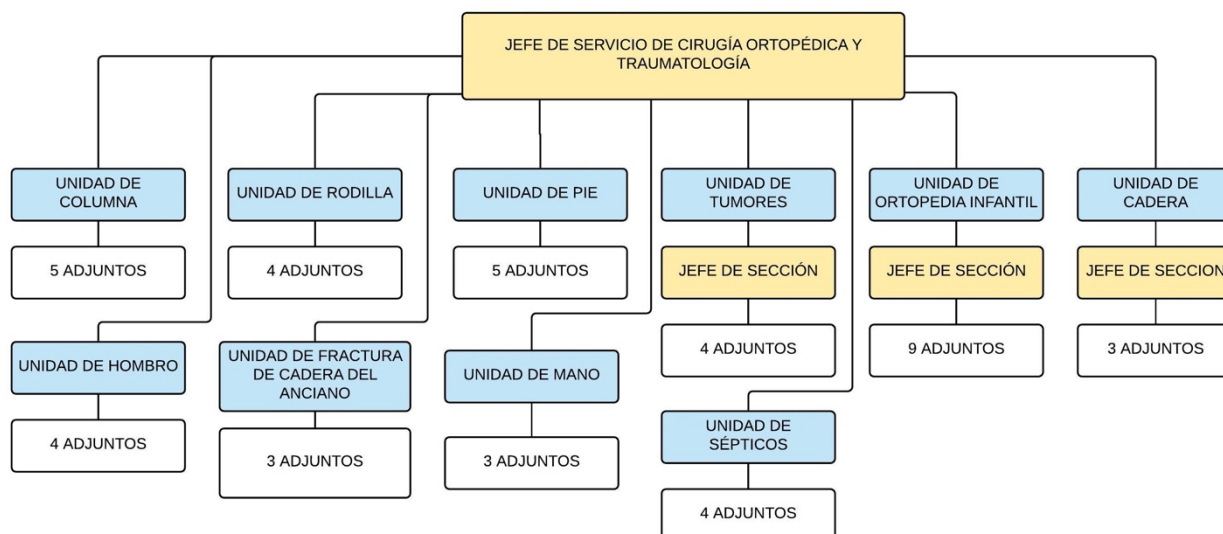 JEFE DE SERVICIO DE CIRUGÍA ORTOPÉDICA Y
TRAUMATOLOGÍA
UNIDAD DE
COLUMNA
5 ADJUNTOS
UNIDAD DE RODILLA
4 ADJUNTOS
UNIDAD DE PIE
5 ADJUNTOS
UNIDAD DE
TUMORES
JEFE DE SECCIÓN
4 ADJUNTOS
UNIDAD DE
ORTOPEDIA INFANTIL
JEFE DE SECCIÓN
9 ADJUNTOS
UNIDAD DE
CADERA
JEFE DE SECCION
3 ADJUNTOS
UNIDAD DE HOMBRO
4 ADJUNTOS
UNIDAD DE FRACTURA
DE CADERA DEL
ANCIANO
3 ADJUNTOS
UNIDAD DE MANO
3 ADJUNTOS
UNIDAD DE
SÉPTICOS
4 ADJUNTOS